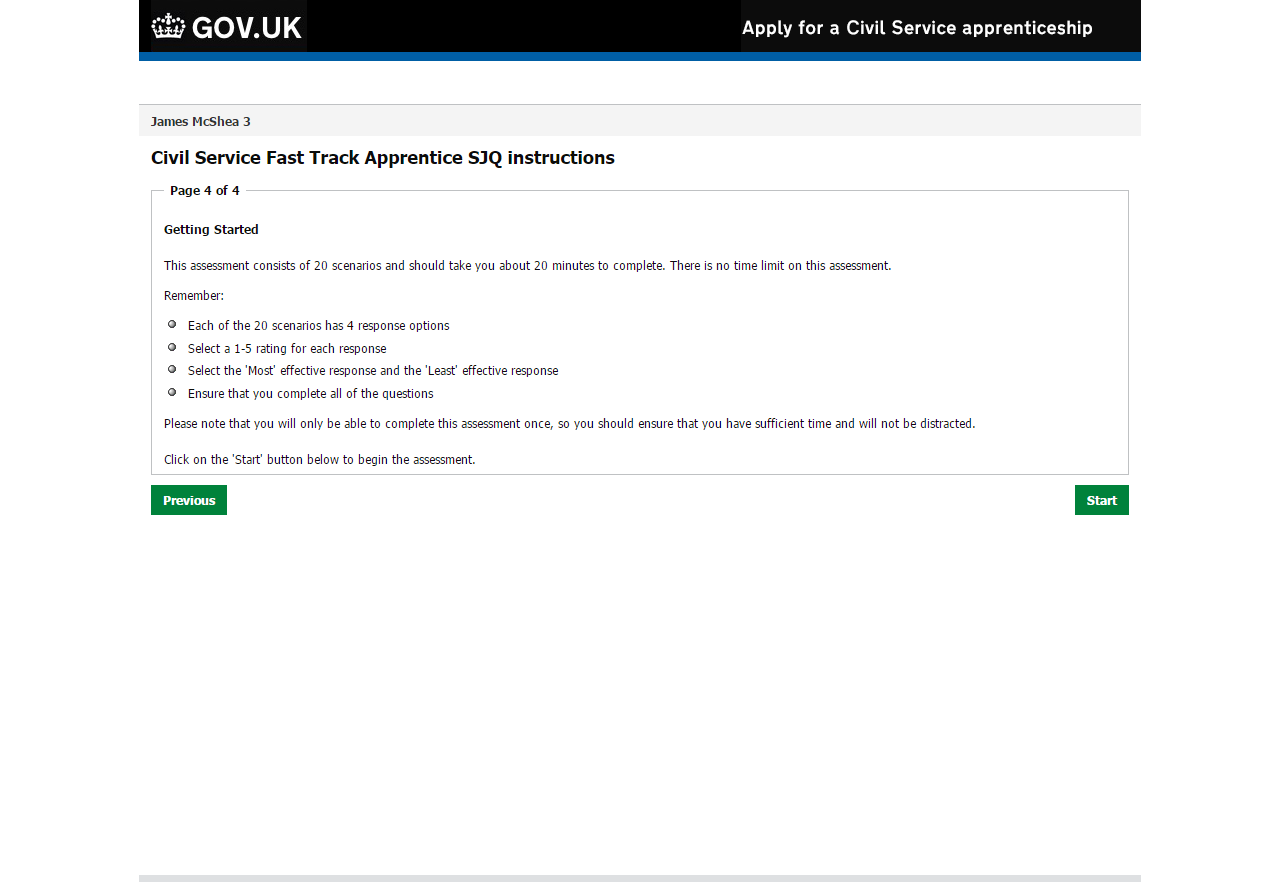 GOV.UK
Apply for a Civil Service apprenticeship
James McShea 3
Civil Service Fast Track Apprentice SJQ instructions
Page 4 of 4
Getting Started
This assessment consists of 20 scenarios and should take you about 20 minutes to complete. There is no time limit on this assessment.
Remember:
Each of the 20 scenarios has 4 response options
Select a 1-5 rating for each response
Select the 'Most' effective response and the 'Least' effective response
Ensure that you complete all of the questions
Please note that you will only be able to complete this assessment once, so you should ensure that you have sufficient time and will not be distracted.
Click on the 'Start' button below to begin the assessment.
Previous
Start